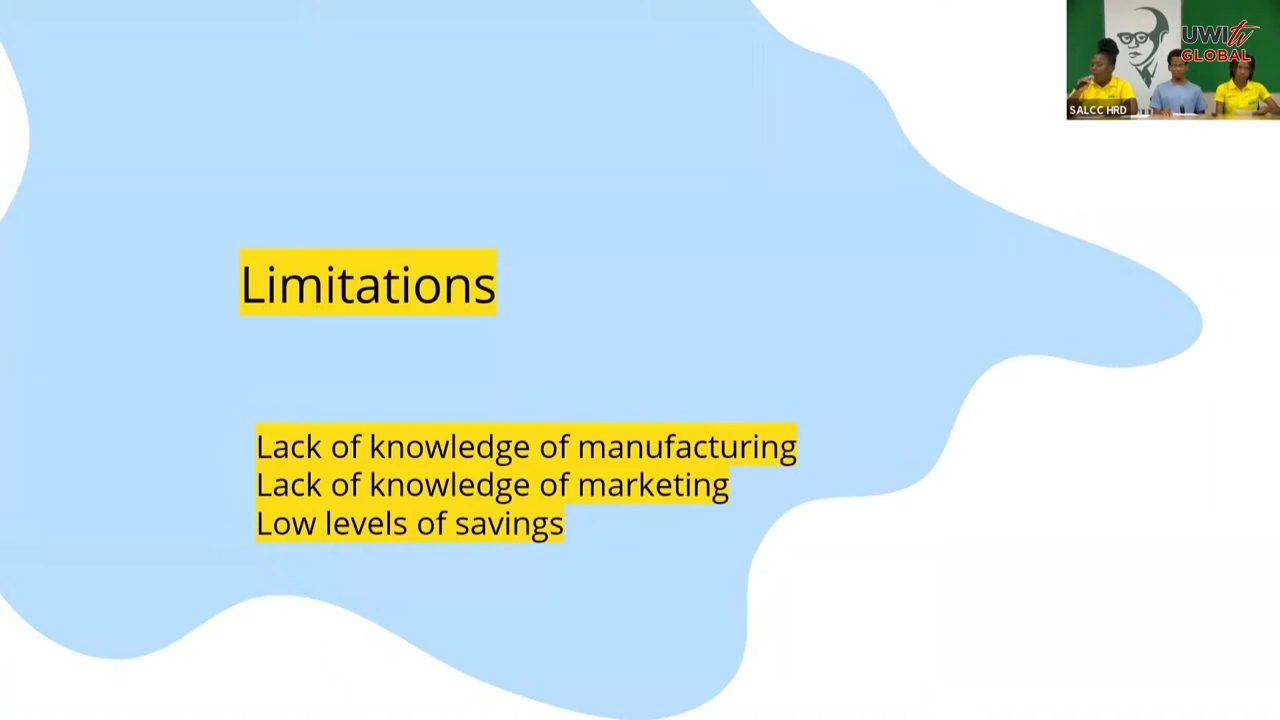 UWI tv
GLOBAL
SALCC HRD
Limitations
Lack of knowledge of manufacturing
Lack of knowledge of marketing
Low levels of savings